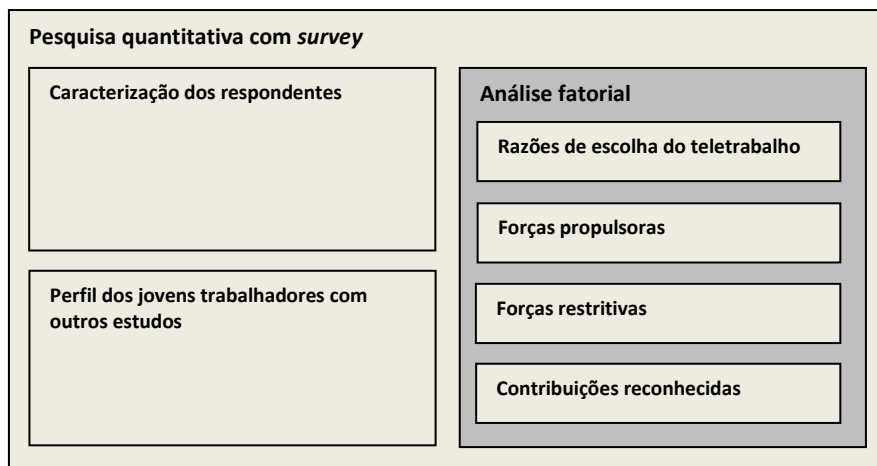 Pesquisa quantitativa com survey
Caracterização dos respondentes
Perfil dos jovens trabalhadores com
outros estudos
Análise fatorial
Razões de escolha do teletrabalho
Forças propulsoras
Forças restritivas
Contribuições reconhecidas